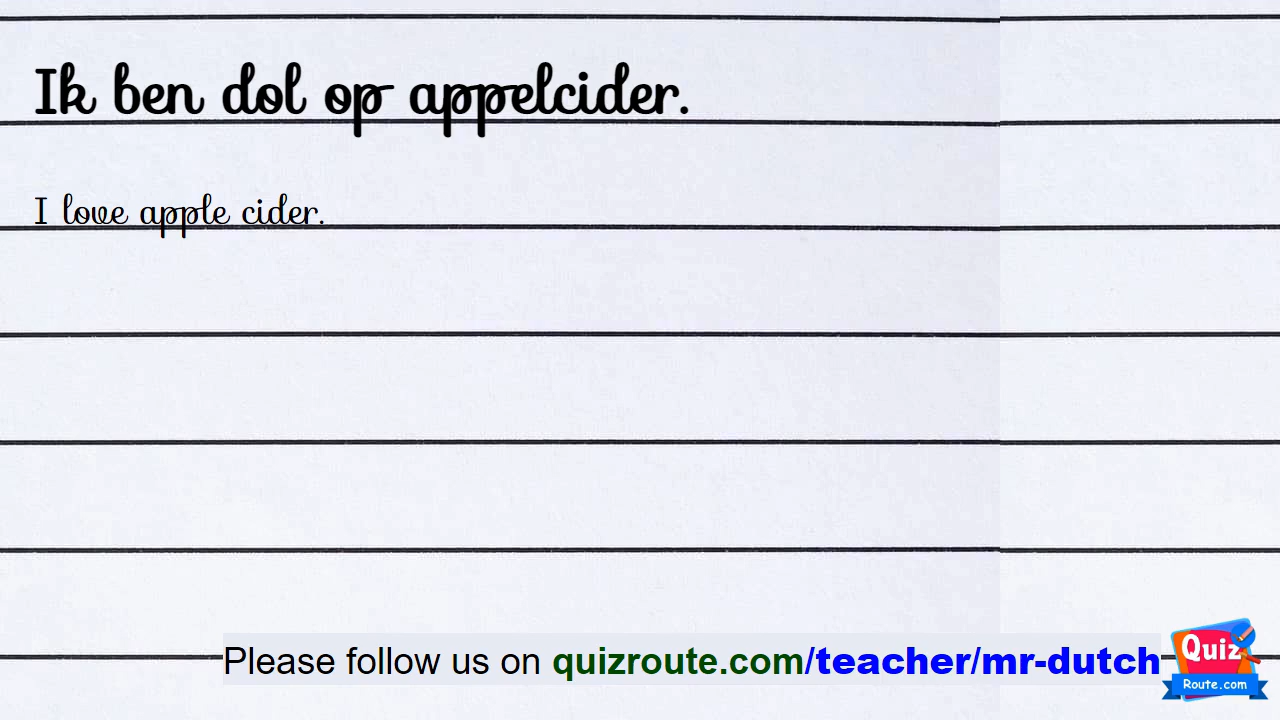 Ik ben dol op appelcider.
I love apple cider.
Please follow us on quizroute.com/teacher/mr-dutch
Quiz
Route.com